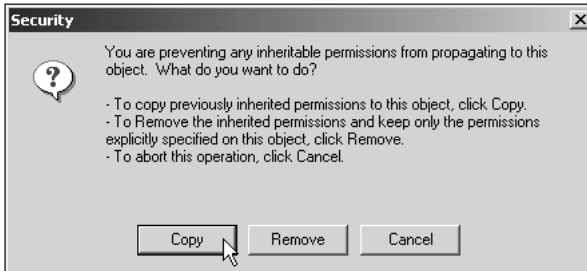 Security
You are preventing any inheritable permissions from propagating to this
object. What do you want to do?
- To copy previously inherited permissions to this object, click Copy.
- To Remove the inherited permissions and keep only the permissions
explicitly specified on this object, click Remove.
- To abort this operation, click Cancel.
Copy Remove Cancel